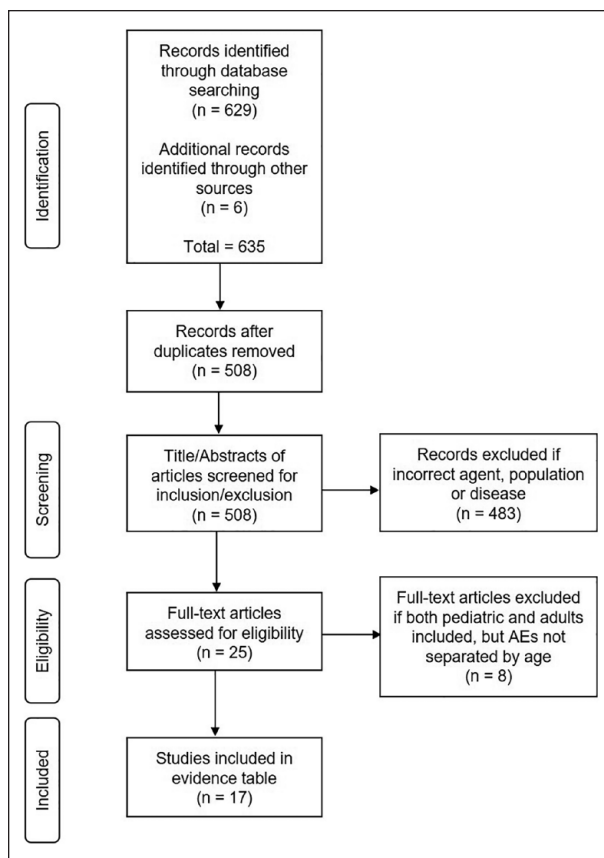 Identification
Records identified
through database
searching
(n = 629)
Additional records
identified through other
sources
(n = 6)
Total = 635
Records after
duplicates removed
(n = 508)
Screening
Title/Abstracts of
articles screened for
inclusion/exclusion
(n = 508)
Records excluded if
incorrect agent, population
or disease
(n = 483)
Eligibility
Full-text articles
assessed for eligibility
(n = 25)
Full-text articles excluded
if both pediatric and adults
included, but AEs not
separated by age
(n = 8)
Included
Studies included in
evidence table
(n = 17)